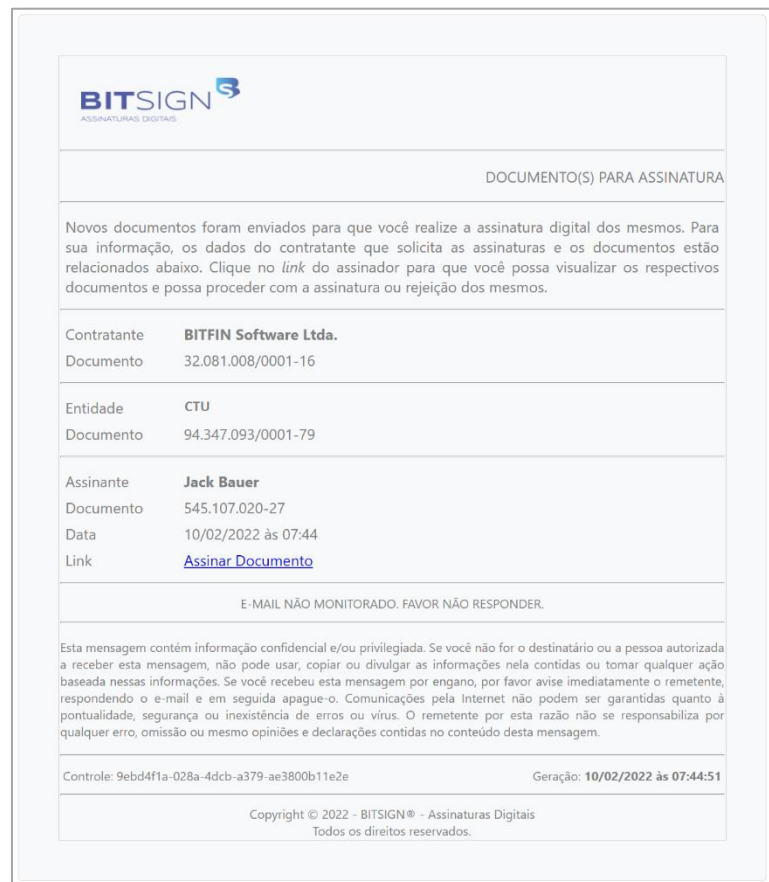 BITSIGN
ASSINATURAS DIGITAIS
DOCUMENTO(S) PARA ASSINATURA
Novos documentos foram enviados para que você realize a assinatura digital dos mesmos. Para
sua informação, os dados do contratante que solicita as assinaturas e os documentos estão
relacionados abaixo. Clique no link do assinador para que você possa visualizar os respectivos
documentos e possa proceder com a assinatura ou rejeição dos mesmos.
Contratante BITFIN Software Ltda.
Documento 32.081.008/0001-16
Entidade CTU
Documento 94.347.093/0001-79
Assinante Jack Bauer
Documento 545.107.020-27
Data 10/02/2022 às 07:44
Link Assinar Documento
E-MAIL NÃO MONITORADO. FAVOR NÃO RESPONDER.
Esta mensagem contém informação confidencial e/ou privilegiada. Se você não for o destinatário ou a pessoa autorizada
a receber esta mensagem, não pode usar, copiar ou divulgar as informações nela contidas ou tomar qualquer ação
baseada nessas informações. Se você recebeu esta mensagem por engano, por favor avise imediatamente o remetente,
respondendo o e-mail e em seguida apague-o. Comunicações pela Internet não podem ser garantidas quanto à
pontualidade, segurança ou inexistência de erros ou vírus. O remetente por esta razão não se responsabiliza por
qualquer erro, omissão ou mesmo opiniões e declarações contidas no conteúdo desta mensagem.
Controle: 9ebd4f1a-028a-4dcb-a379-ae3800b11e2e Geração: 10/02/2022 às 07:44:51
Copyright © 2022 - BITSIGN® - Assinaturas Digitais
Todos os direitos reservados.